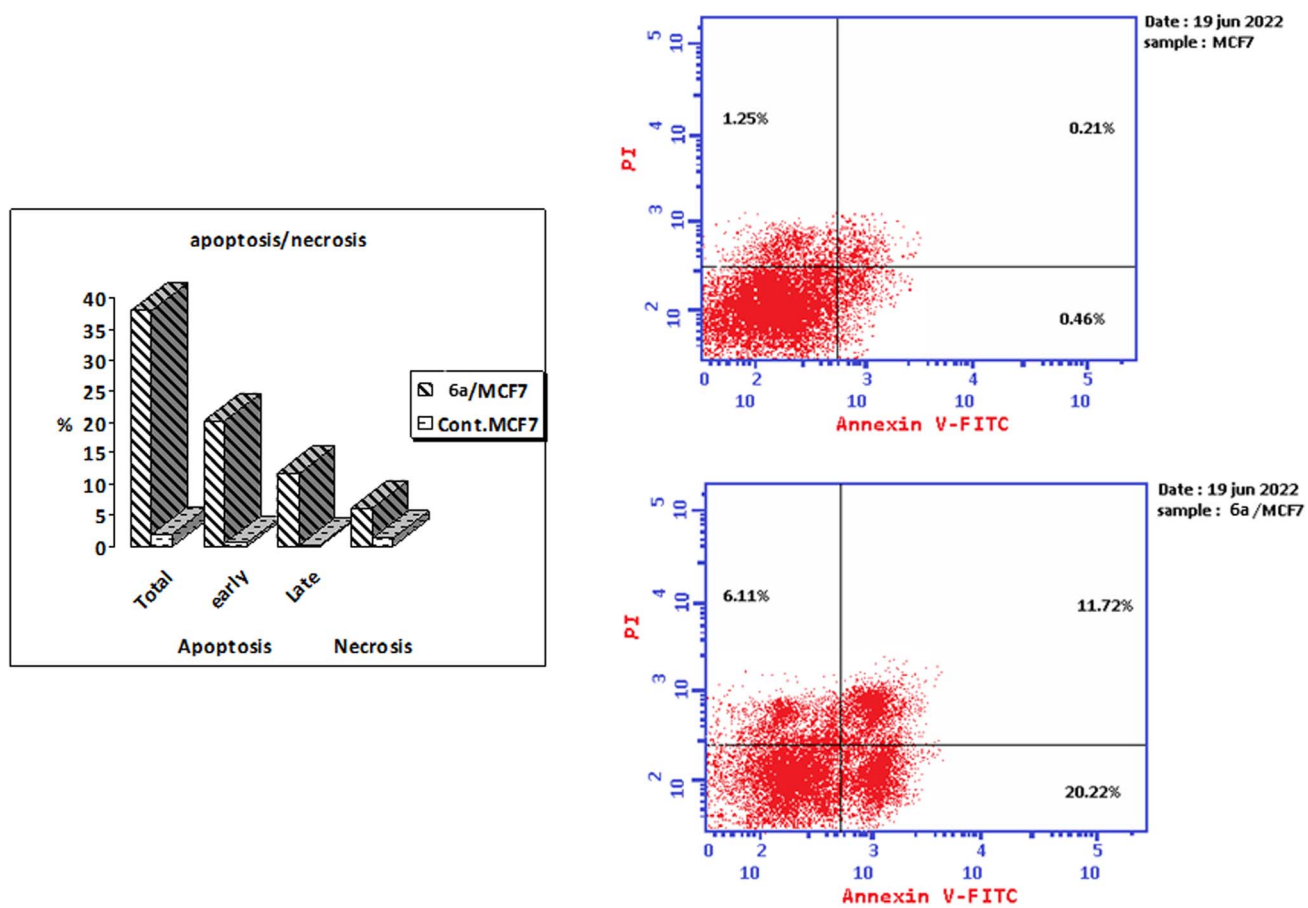 apoptosis/necrosis
40
35
30
25
20
15
10
5
0
%
Total
early
Late
Apoptosis Necrosis
6a/MCF7
Cont.MCF7
Date : 19 jun 2022
sample : MCF7
1.25%
0.21%
0.46%
PI
5
10
4
10
3
10
2
10
0 2 3 4 5
10 10 10 10
Annexin V-FITC
Date : 19 jun 2022
sample : 6a/MCF7
6.11%
11.72%
20.22%
PI
5
10
4
10
3
10
2
10
0 2 3 4 5
10 10 10 10
Annexin V-FITC